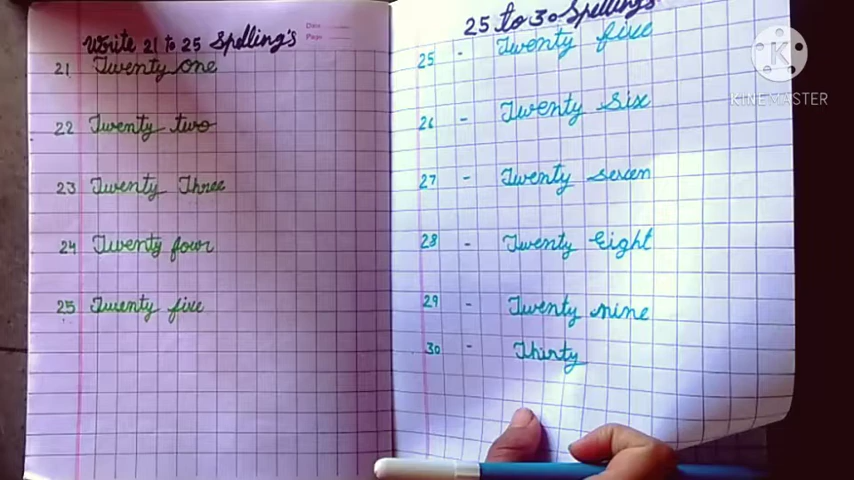 Write 21 to 25 Spelling's
Date
Page
21 Twenty one
22 Twenty two
23 Twenty Three
24 Twenty four
25 Twenty five
25 to 30 Spelling's
25 - Twenty five
26 - Twenty six
27 - Twenty seven
28 - Twenty Eight
29 - Twenty nine
30 - Thirty
K
KINEMASTER